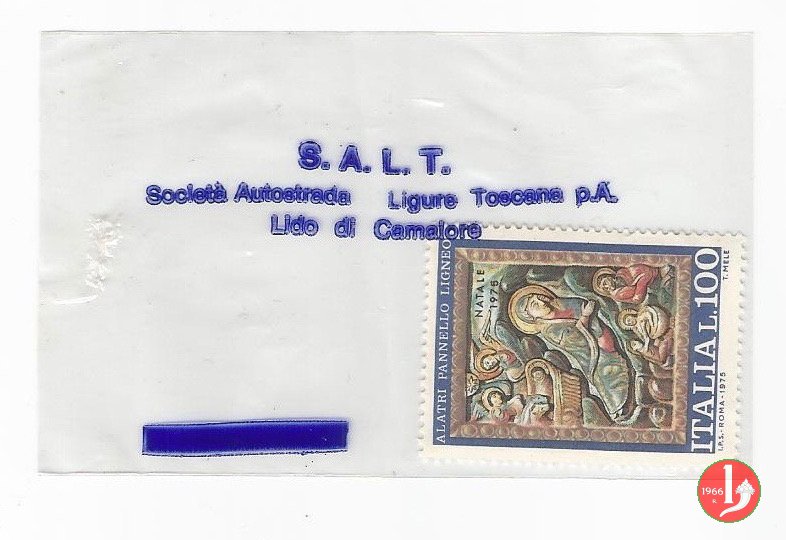 S. A. L. T.
Società Autostrada Ligure Toscana p.A.
Lido di Camaiore
ALATRI PANNELLO LIGNEO
NATALE
1975
ITALIA L.100
I.P.S.-ROMA-1975
T. MELE
1966
R